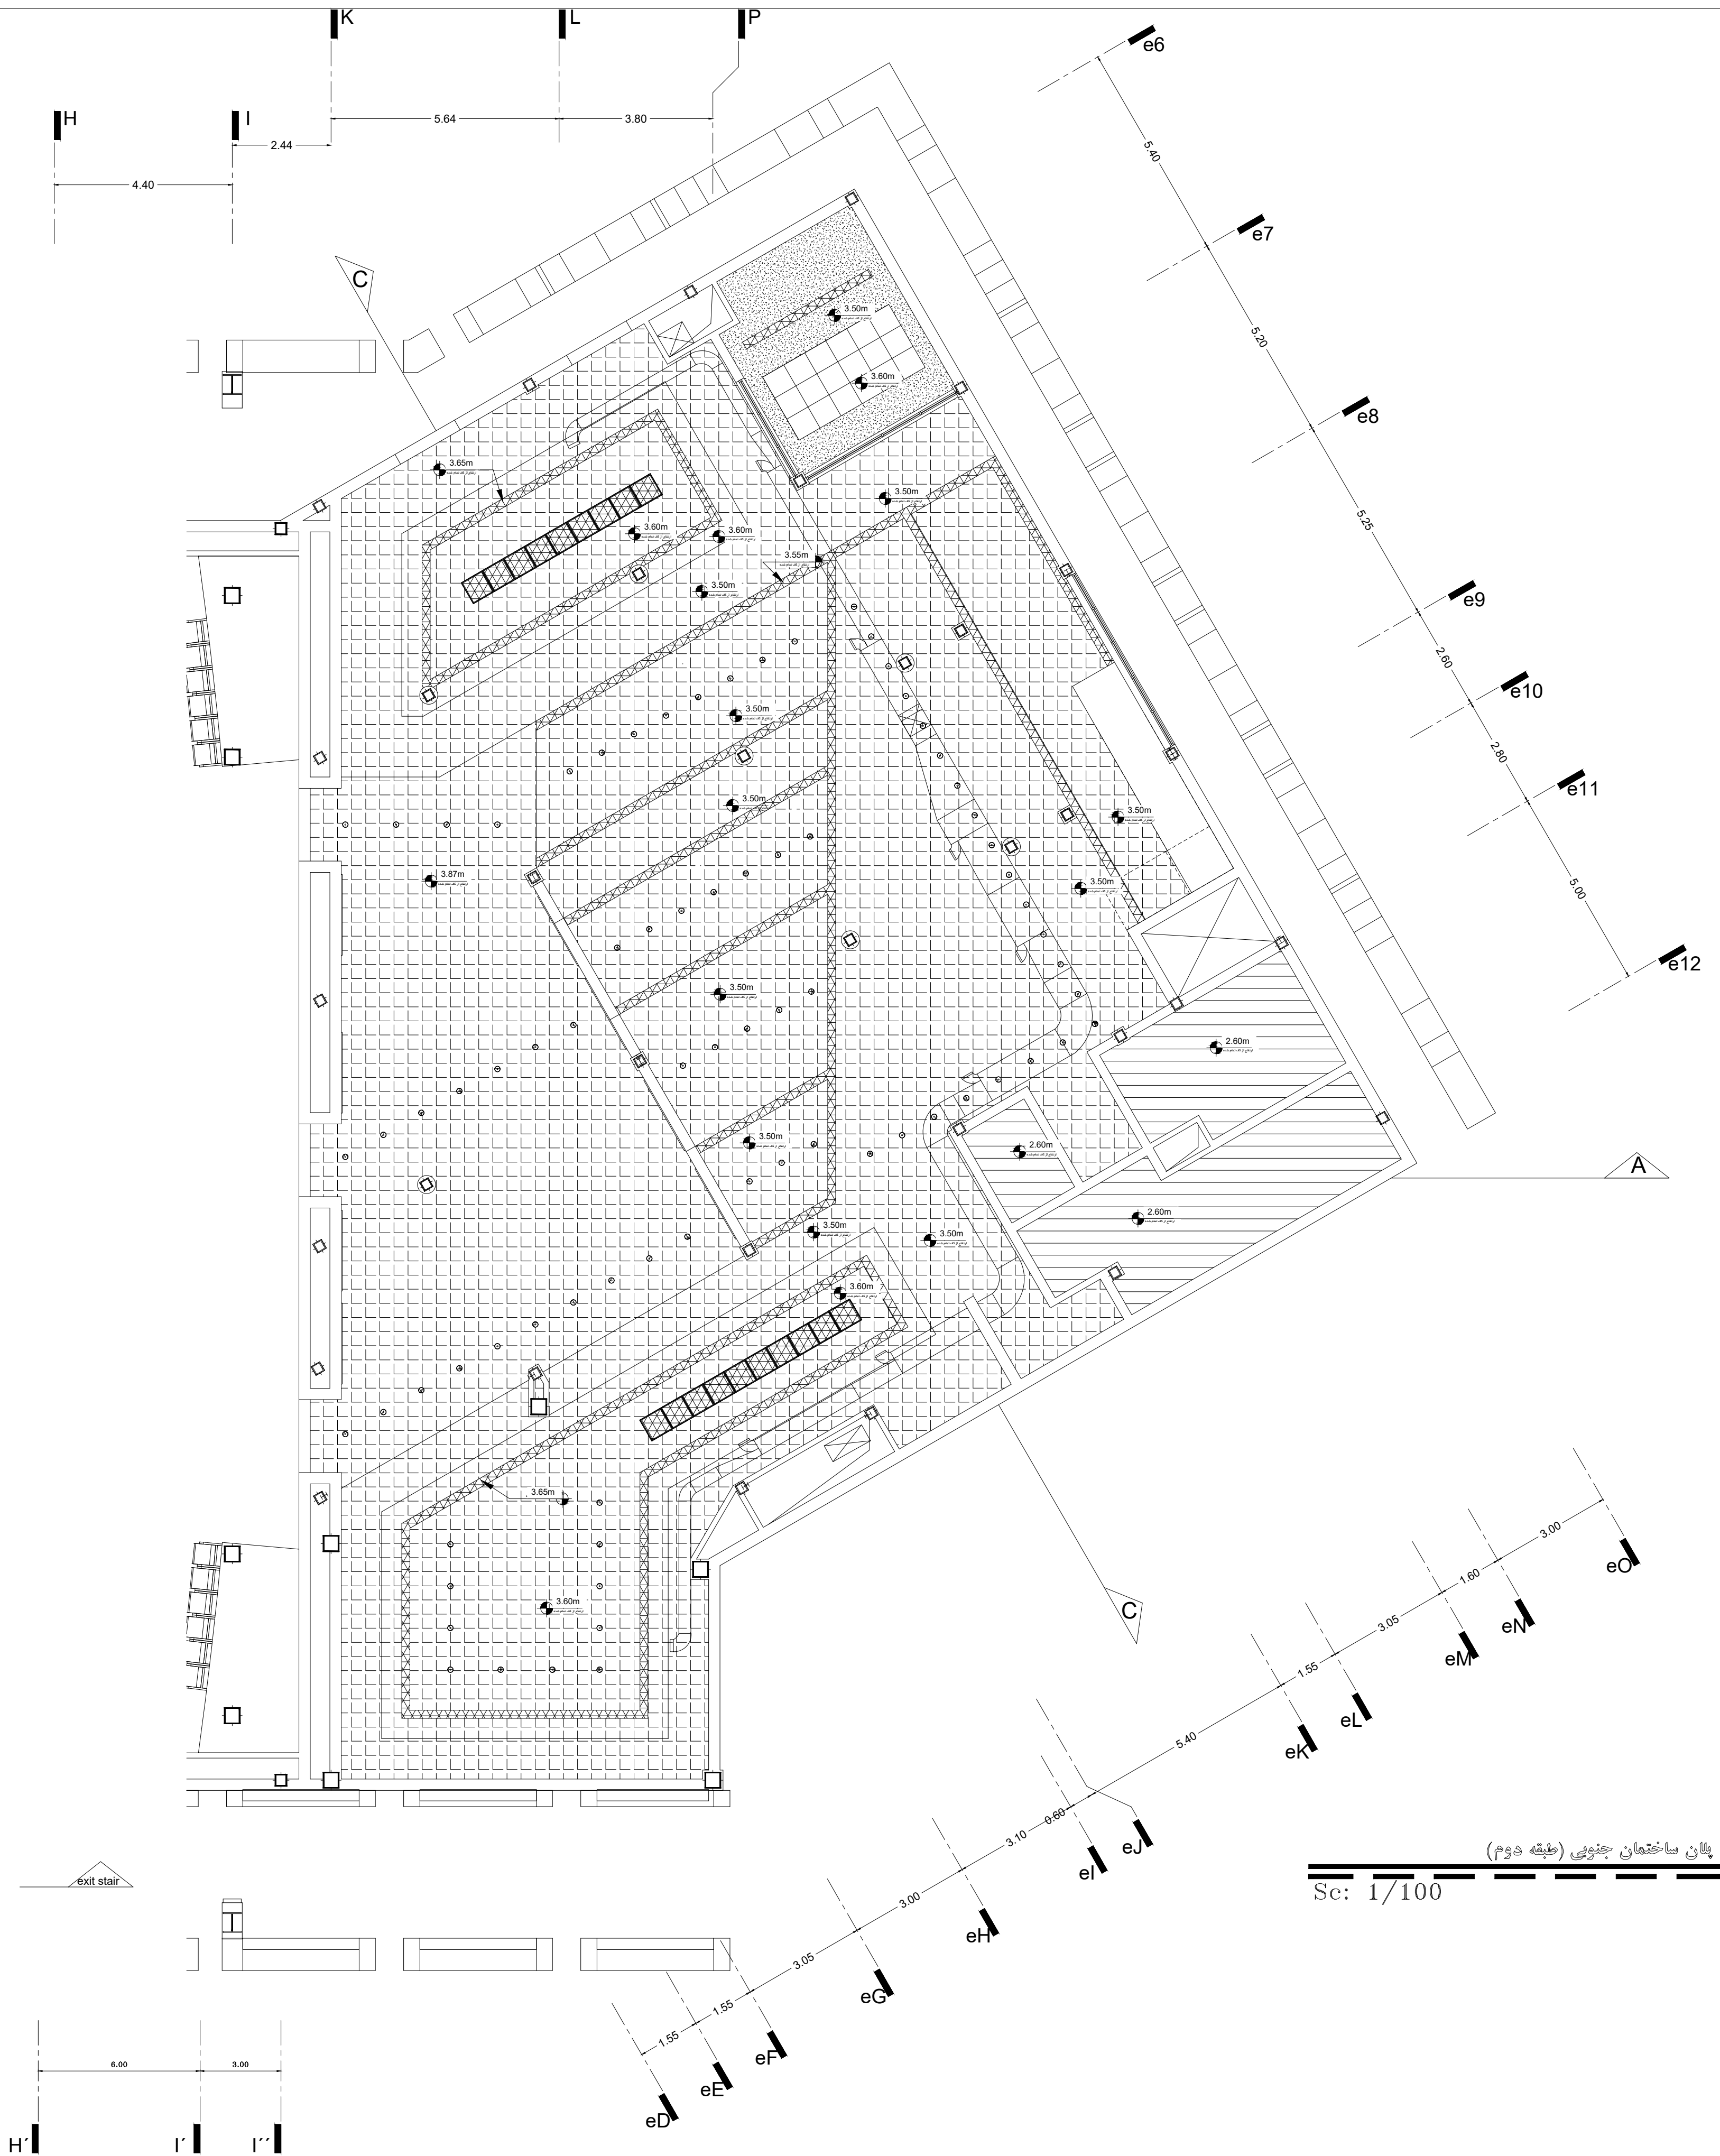 K
L
P
e6
H
I
5.64
3.80
2.44
4.40
5.40
e7
C
5.20
3.50m
3.60m
e8
3.65m
3.50m
5.25
3.60m
3.60m
3.55m
3.50m
e9
2.60
3.50m
e10
2.80
3.50m
e11
3.50m
3.87m
3.50m
5.00
e12
3.50m
2.60m
3.50m
2.60m
A
2.60m
3.50m
3.50m
3.60m
3.65m
3.00
eO
1.60
3.60m
C
3.05
eN
eM
1.55
eL
5.40
eK
0.60
3.10
eJ
eI
پلان ساختمان جنوبی (طبقه دوم)
Sc: 1/100
exit stair
3.00
eH
3.05
eG
1.55
eF
1.55
eE
eD
6.00
3.00
H´
I´
I´´